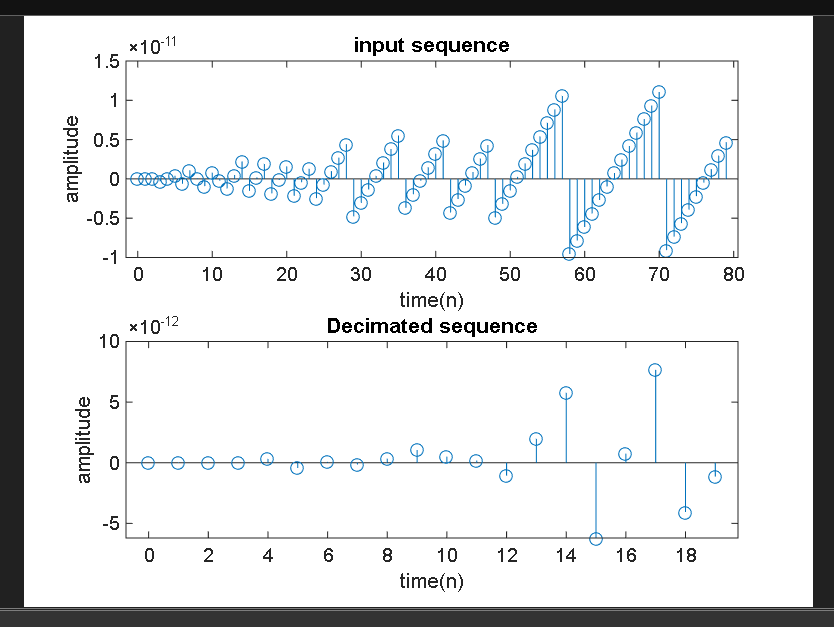 input sequence
×10⁻¹¹
1.5
1
0.5
0
-0.5
-1
amplitude
0 10 20 30 40 50 60 70 80
time(n)
Decimated sequence
×10⁻¹²
10
5
0
-5
amplitude
0 2 4 6 8 10 12 14 16 18
time(n)